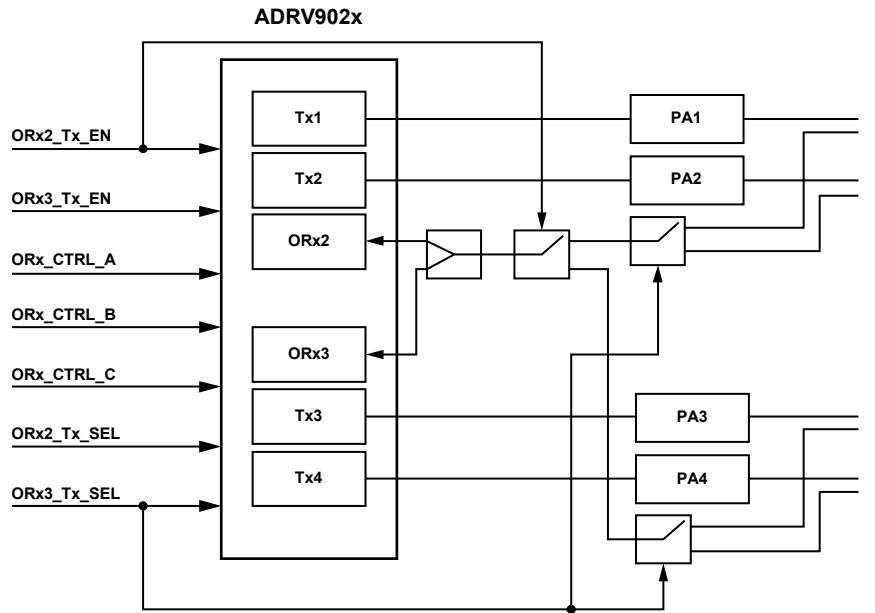 ADRV902x
ORx2_Tx_EN
ORx3_Tx_EN
ORx_CTRL_A
ORx_CTRL_B
ORx_CTRL_C
ORx2_Tx_SEL
ORx3_Tx_SEL
Tx1
Tx2
ORx2
ORx3
Tx3
Tx4
PA1
PA2
PA3
PA4